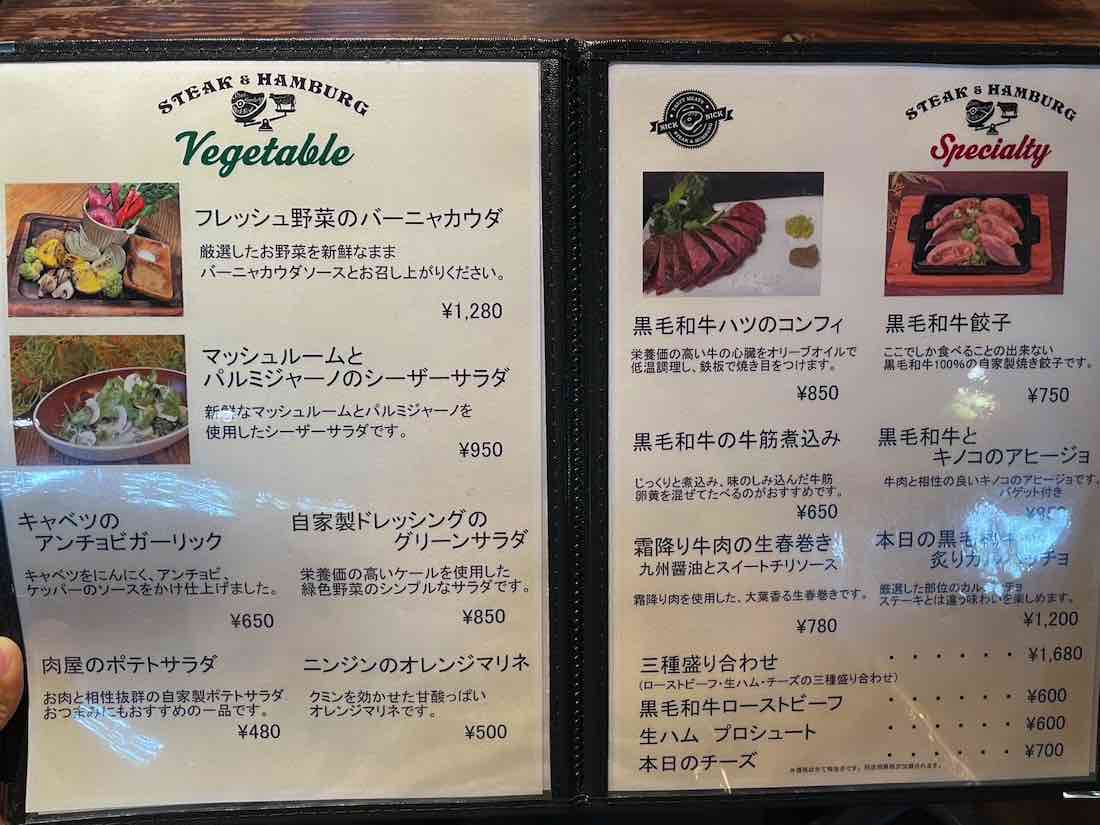 STEAK & HAMBURG
Vegetable
フレッシュ野菜のバーニャカウダ
厳選したお野菜を新鮮なまま
バーニャカウダソースとお召し上がりください。
¥1,280
マッシュルームと
パルミジャーノのシーザーサラダ
新鮮なマッシュルームとパルミジャーノを
使用したシーザーサラダです。
¥950
キャベツの
アンチョビガーリック
キャベツをにんにく、アンチョビ、
ケッパーのソースをかけ仕上げました。
¥650
自家製ドレッシングの
グリーンサラダ
栄養価の高いケールを使用した
緑色野菜のシンプルなサラダです。
¥850
肉屋のポテトサラダ
お肉と相性抜群の自家製ポテトサラダ
おつまみにもおすすめの一品です。
¥480
ニンジンのオレンジマリネ
クミンを効かせた甘酸っぱい
オレンジマリネです。
¥500
NICK NICK
STEAK & HAMBURG
STEAK & HAMBURG
Specialty
黒毛和牛ハツのコンフィ
栄養価の高い牛の心臓をオリーブオイルで
低温調理し、鉄板で焼き目をつけます。
¥850
黒毛和牛餃子
ここでしか食べることの出来ない
黒毛和牛100%の自家製焼き餃子です。
¥750
黒毛和牛の牛筋煮込み
じっくりと煮込み、味のしみ込んだ牛筋
卵黄を混ぜてたべるのがおすすめです。
¥650
黒毛和牛と
キノコのアヒージョ
牛肉と相性の良いキノコのアヒージョです。
バゲット付き
霜降り牛肉の生春巻き
九州醤油とスイートチリソース
霜降り肉を使用した、大葉香る生春巻きです。
¥780
本日の黒毛和牛
炙りカル
厳選した部位のカル
ステーキとは違う味わいを楽しめます。
¥1,200
三種盛り合わせ ・・・・・・ ¥1,680
(ローストビーフ・生ハム・チーズの三種盛り合わせ)
黒毛和牛ローストビーフ ・・・・・・ ¥600
生ハム プロシュート ・・・・・・ ¥600
本日のチーズ ・・・・・・ ¥700